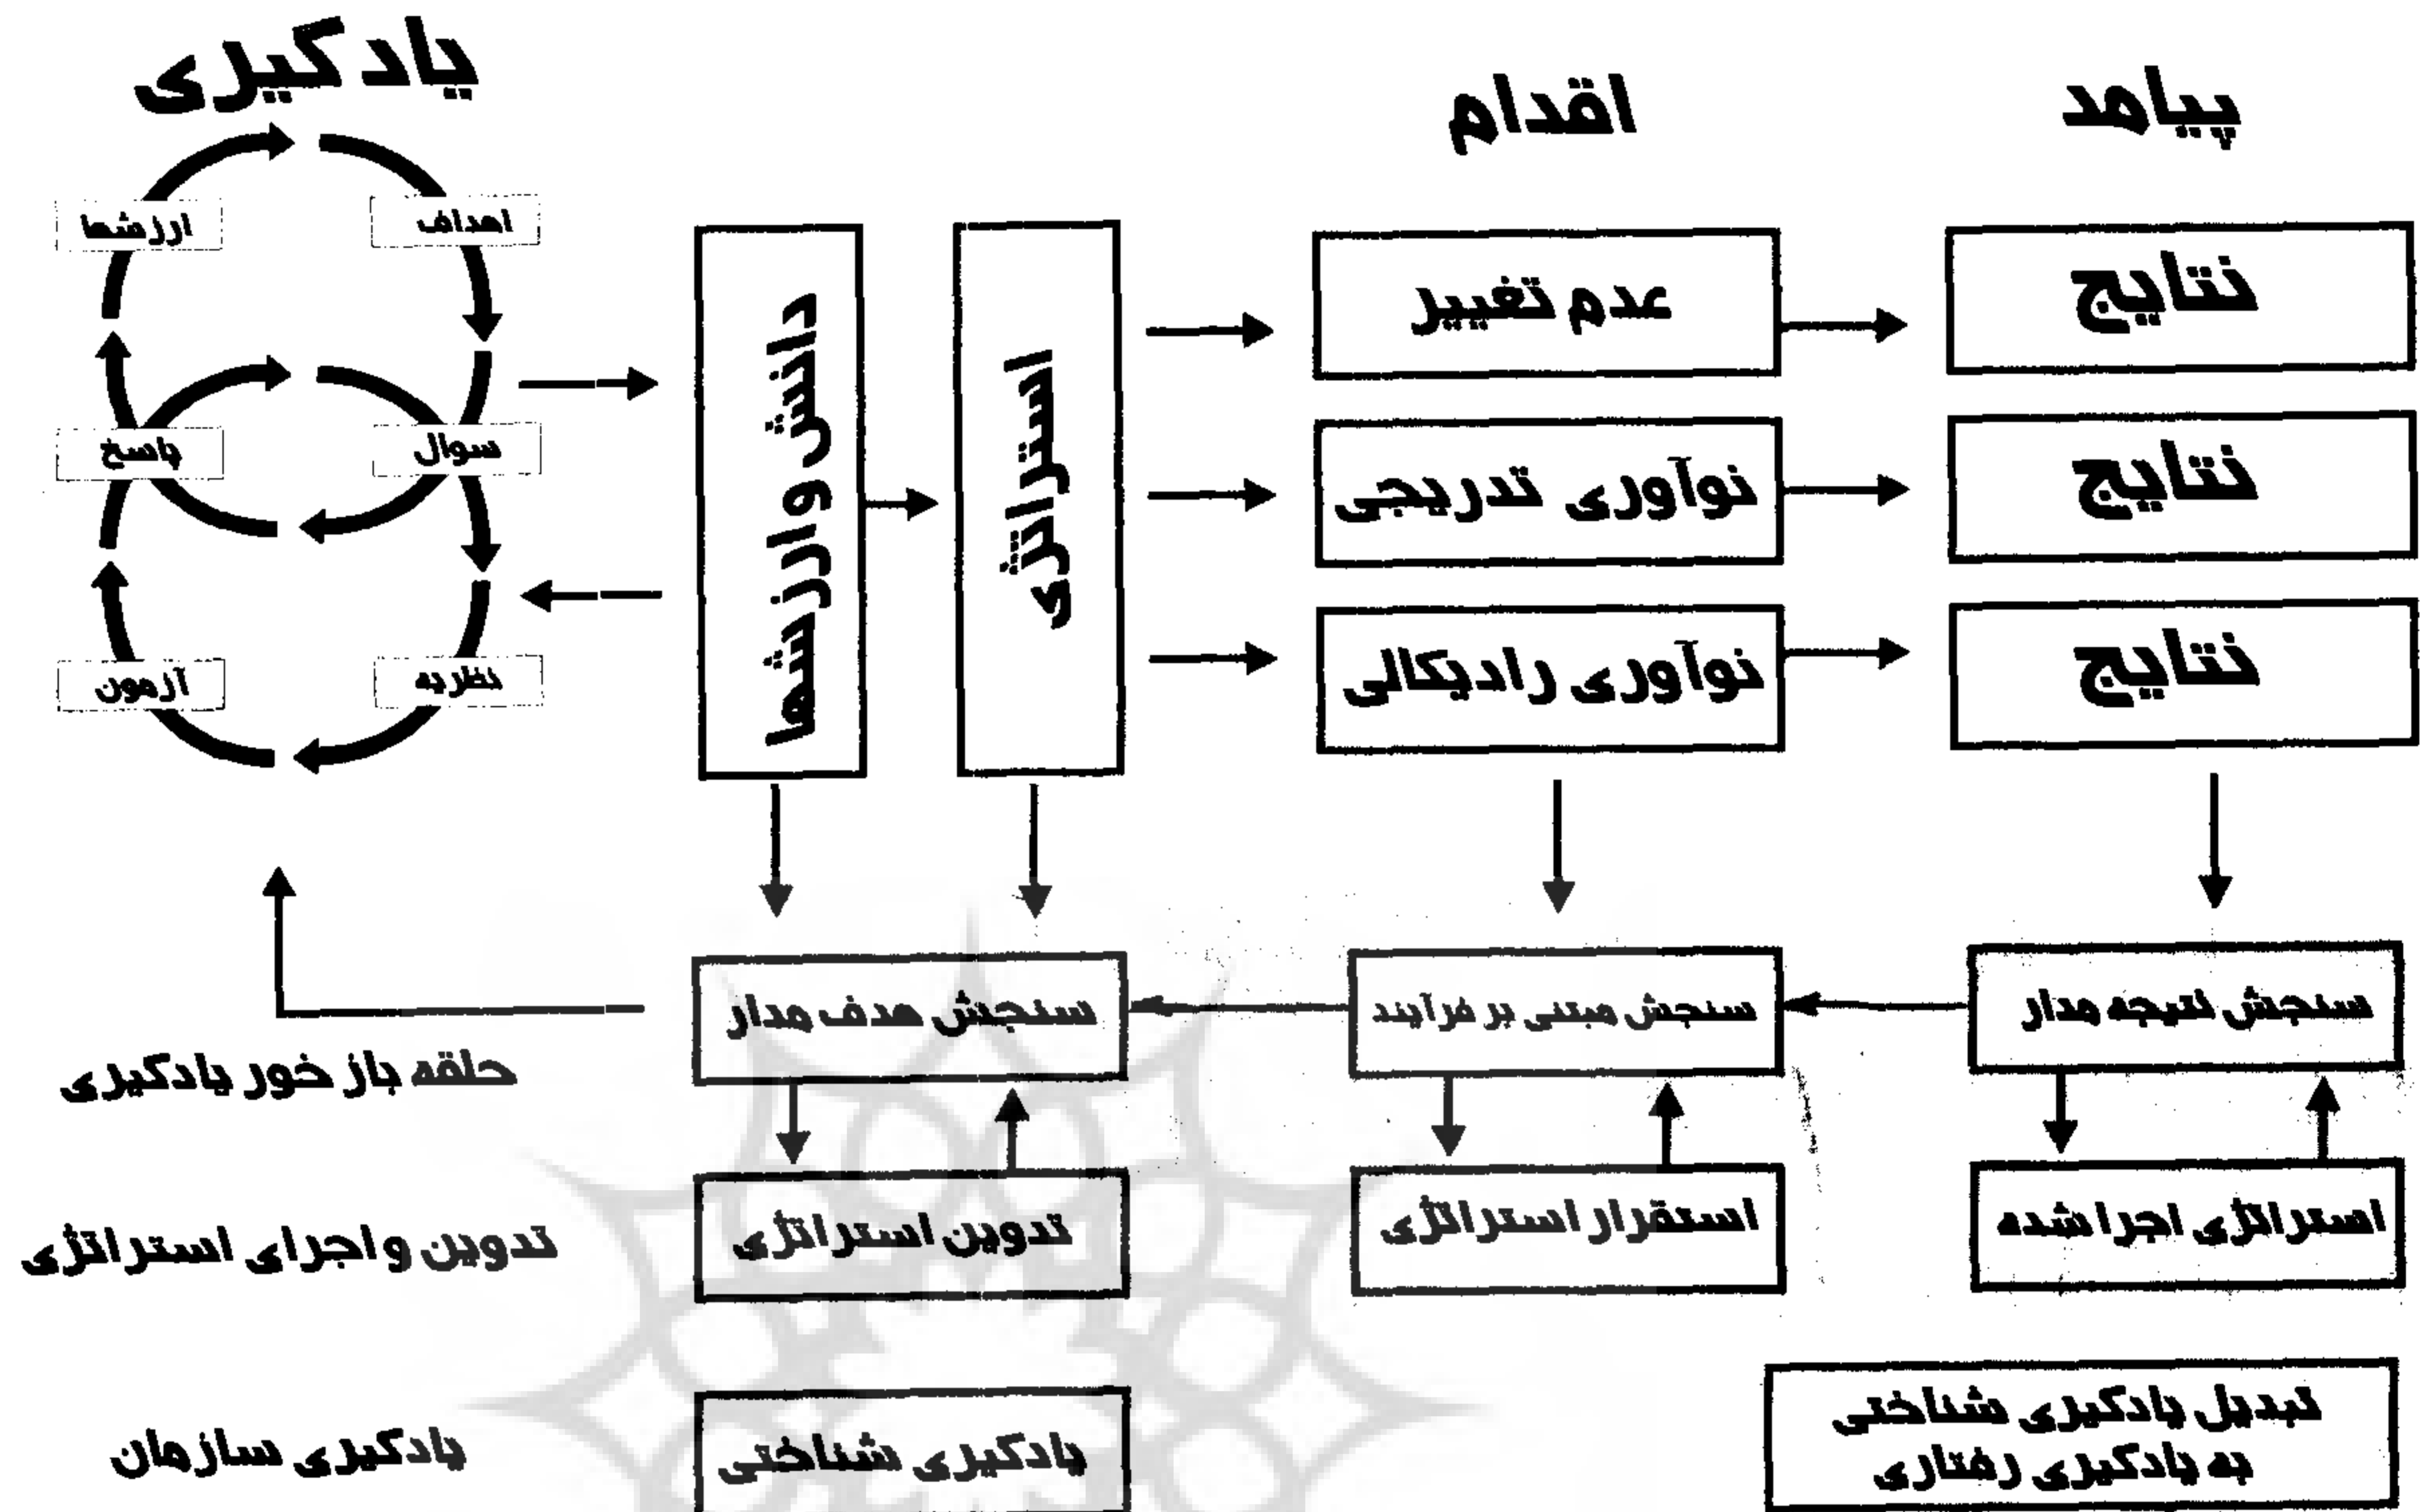 یادگیری
اقدام
پیامد
ارزشها
اهداف
پاسخ
سوال
آزمون
نظریه
دانش و ارزشها
استراتژی
عدم تغییر
نتایج
نوآوری تدریجی
نتایج
نوآوری رادیکالی
نتایج
سنجش هدف مدار
سنجش مبتنی بر فرآیند
سنجش نتیجه مدار
حلقه باز خور یادگیری
تدوین و اجرای استراتژی
تدوین استراتژی
استقرار استراتژی
استراتژی اجرا شده
یادگیری سازمان
یادگیری شناختی
تبدیل یادگیری شناختی
به یادگیری رفتاری